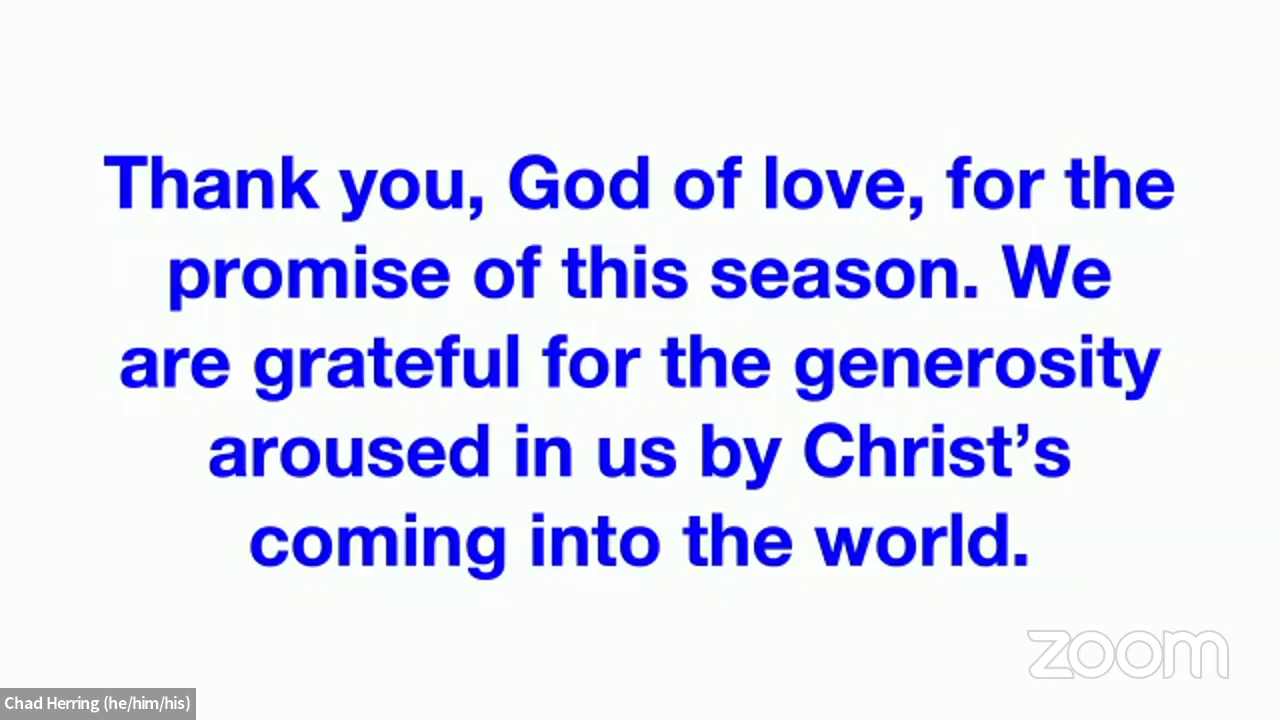 Thank you, God of love, for the
promise of this season. We
are grateful for the generosity
aroused in us by Christ’s
coming into the world.
zoom
Chad Herring (he/him/his)